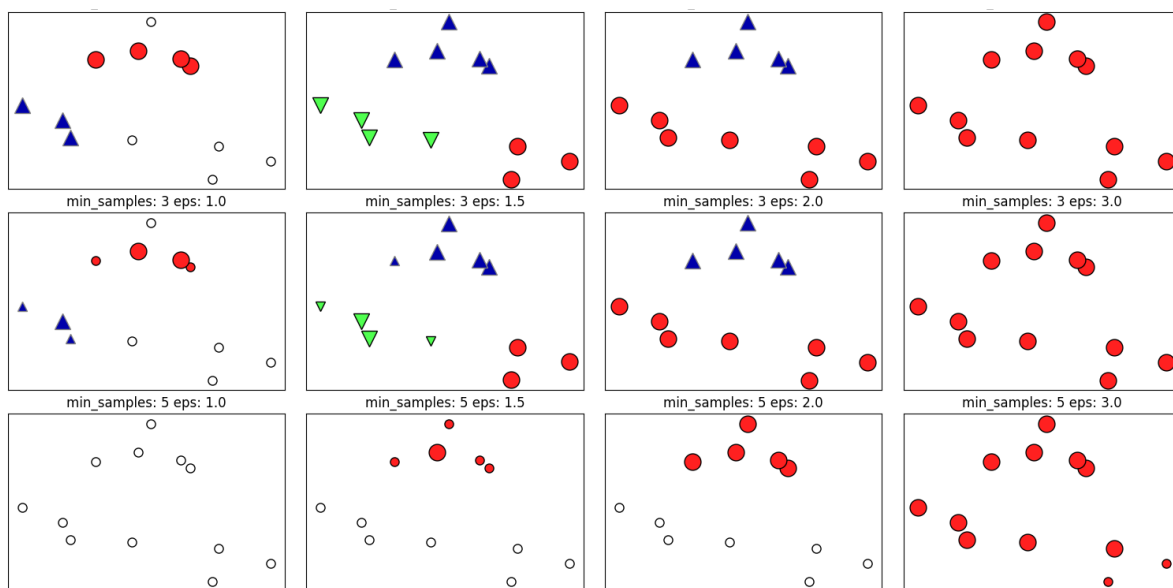 min_samples: 3 eps: 1.0
min_samples: 3 eps: 1.5
min_samples: 3 eps: 2.0
min_samples: 3 eps: 3.0
min_samples: 5 eps: 1.0
min_samples: 5 eps: 1.5
min_samples: 5 eps: 2.0
min_samples: 5 eps: 3.0